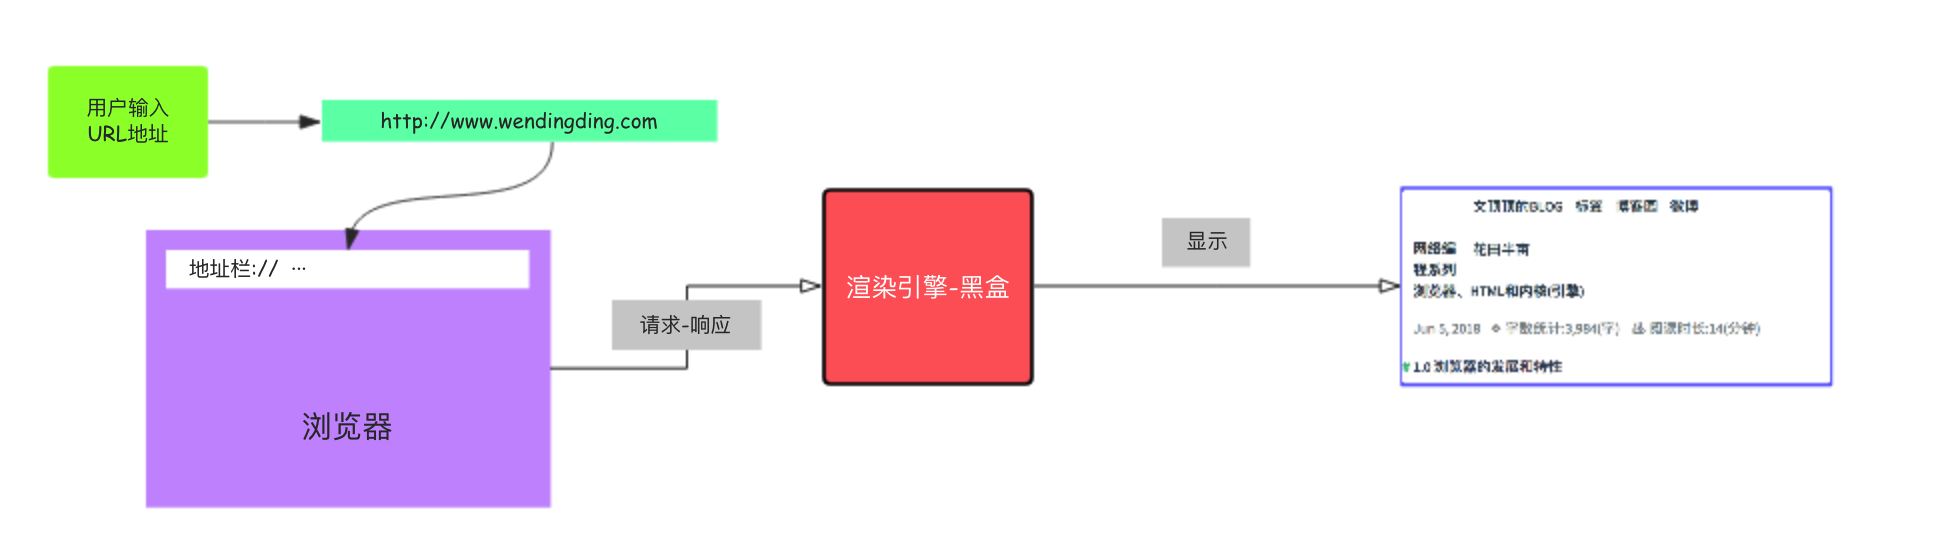 用户输入
URL地址
http://www.wendingding.com
地址栏:// ...
浏览器
请求-响应
渲染引擎-黑盒
显示
文顶顶的BLOG 标签 博客园 微博
网络编
程系列
花田半亩
浏览器、HTML和内核(引擎)
Jun 5, 2018 字数统计:3,984(字) 阅读时长:14(分钟)
# 1.0 浏览器的发展和特性